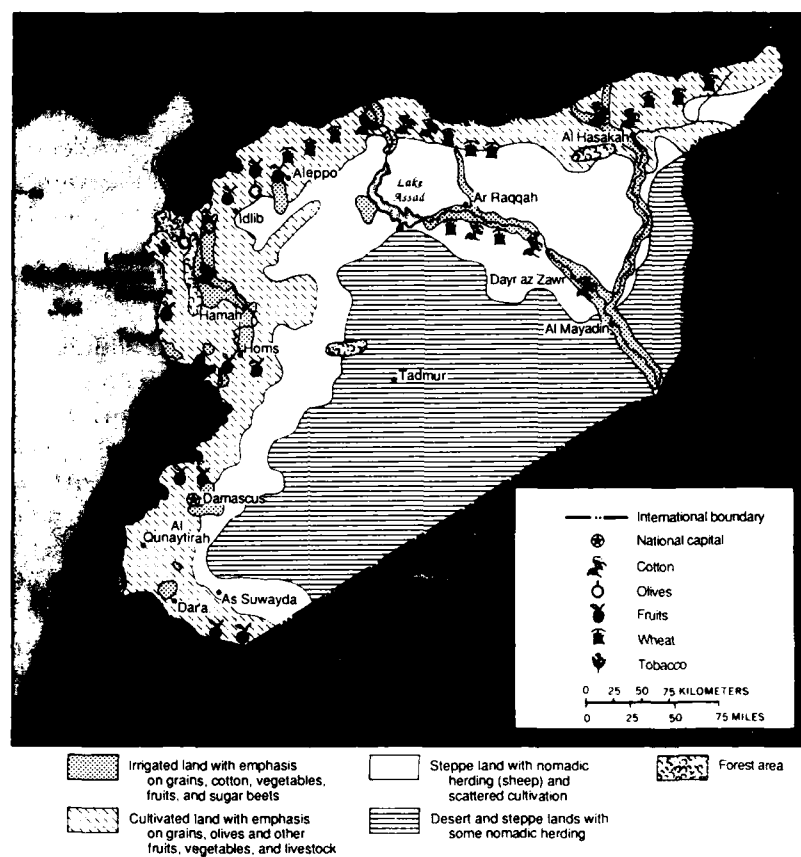 Al Hasakah
Aleppo
Lake
Assad
Ar Raqqah
Idlib
Dayr az Zawr
Hamah
Al Mayadin
Homs
Tadmur
Damascus
Al
Qunaytirah
As Suwayda
Dar'a
International boundary
National capital
Cotton
Olives
Fruits
Wheat
Tobacco
0 25 50 75 KILOMETERS
0 25 50 75 MILES
Irrigated land with emphasis
on grains, cotton, vegetables,
fruits, and sugar beets
Steppe land with nomadic
herding (sheep) and
scattered cultivation
Forest area
Cultivated land with emphasis
on grains, olives and other
fruits, vegetables, and livestock
Desert and steppe lands with
some nomadic herding